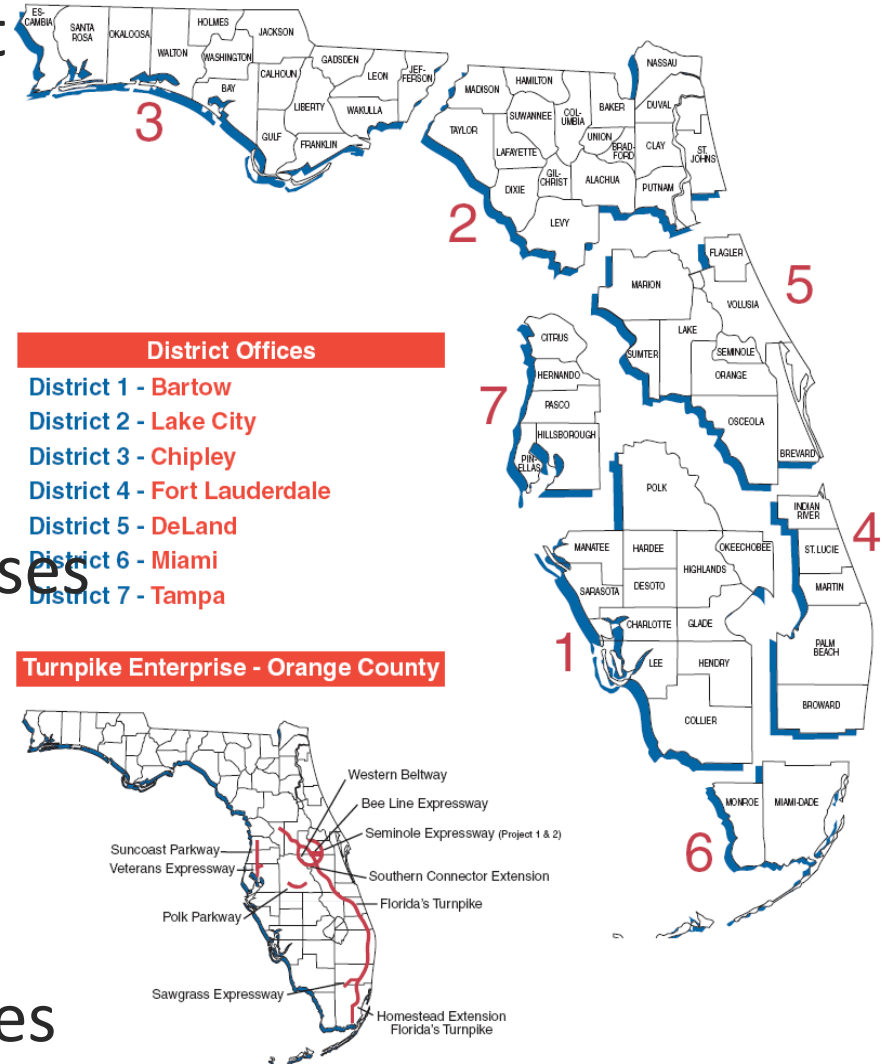 t
ES-
CAMBIA
SANTA
ROSA
OKALOOSA
WALTON
HOLMES
WASHINGTON
JACKSON
BAY
CALHOUN
GULF
LIBERTY
GADSDEN
LEON
WAKULLA
FRANKLIN
JEF-
FERSON
3
MADISON
HAMILTON
TAYLOR
SUWANNEE
LAFAYETTE
COL-
UMBIA
BAKER
NASSAU
DUVAL
UNION
BRAD-
FORD
CLAY
ST.
JOHNS
DIXIE
GIL-
CHRIST
ALACHUA
PUTNAM
LEVY
2
FLAGLER
MARION
VOLUSIA
LAKE
SUMTER
SEMINOLE
ORANGE
OSCEOLA
BREVARD
5
CITRUS
HERNANDO
PASCO
HILLSBOROUGH
PIN-
ELLAS
7
District Offices
District 1 - Bartow
District 2 - Lake City
District 3 - Chipley
District 4 - Fort Lauderdale
District 5 - DeLand
District 6 - Miami
District 7 - Tampa
ses
POLK
MANATEE
HARDEE
OKEECHOBEE
HIGHLANDS
SARASOTA
DESOTO
CHARLOTTE
GLADE
LEE
HENDRY
COLLIER
1
INDIAN
RIVER
ST. LUCIE
MARTIN
PALM
BEACH
BROWARD
4
MONROE
MIAMI-DADE
6
Turnpike Enterprise - Orange County
Western Beltway
Bee Line Expressway
Seminole Expressway (Project 1 & 2)
Suncoast Parkway
Veterans Expressway
Southern Connector Extension
Florida's Turnpike
Polk Parkway
Sawgrass Expressway
Homestead Extension
Florida's Turnpike
es